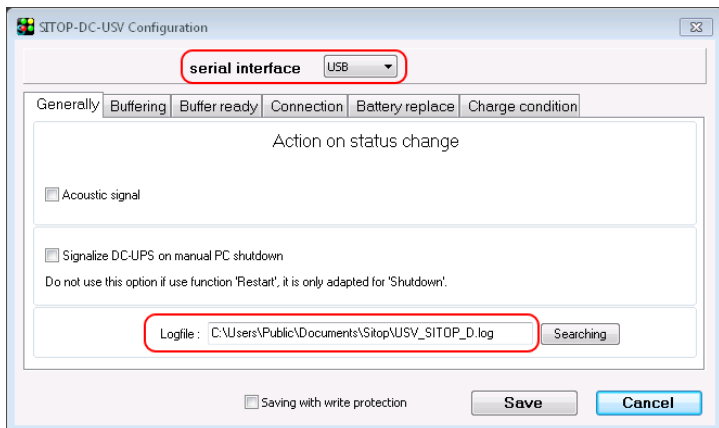 SITOP-DC-USV Configuration
serial interface USB
Generally Buffering Buffer ready Connection Battery replace Charge condition
Action on status change
Acoustic signal
Signalize DC-UPS on manual PC shutdown
Do not use this option if use function 'Restart', it is only adapted for 'Shutdown'.
Logfile : C:\Users\Public\Documents\Sitop\USV_SITOP_D.log Searching
Saving with write protection Save Cancel